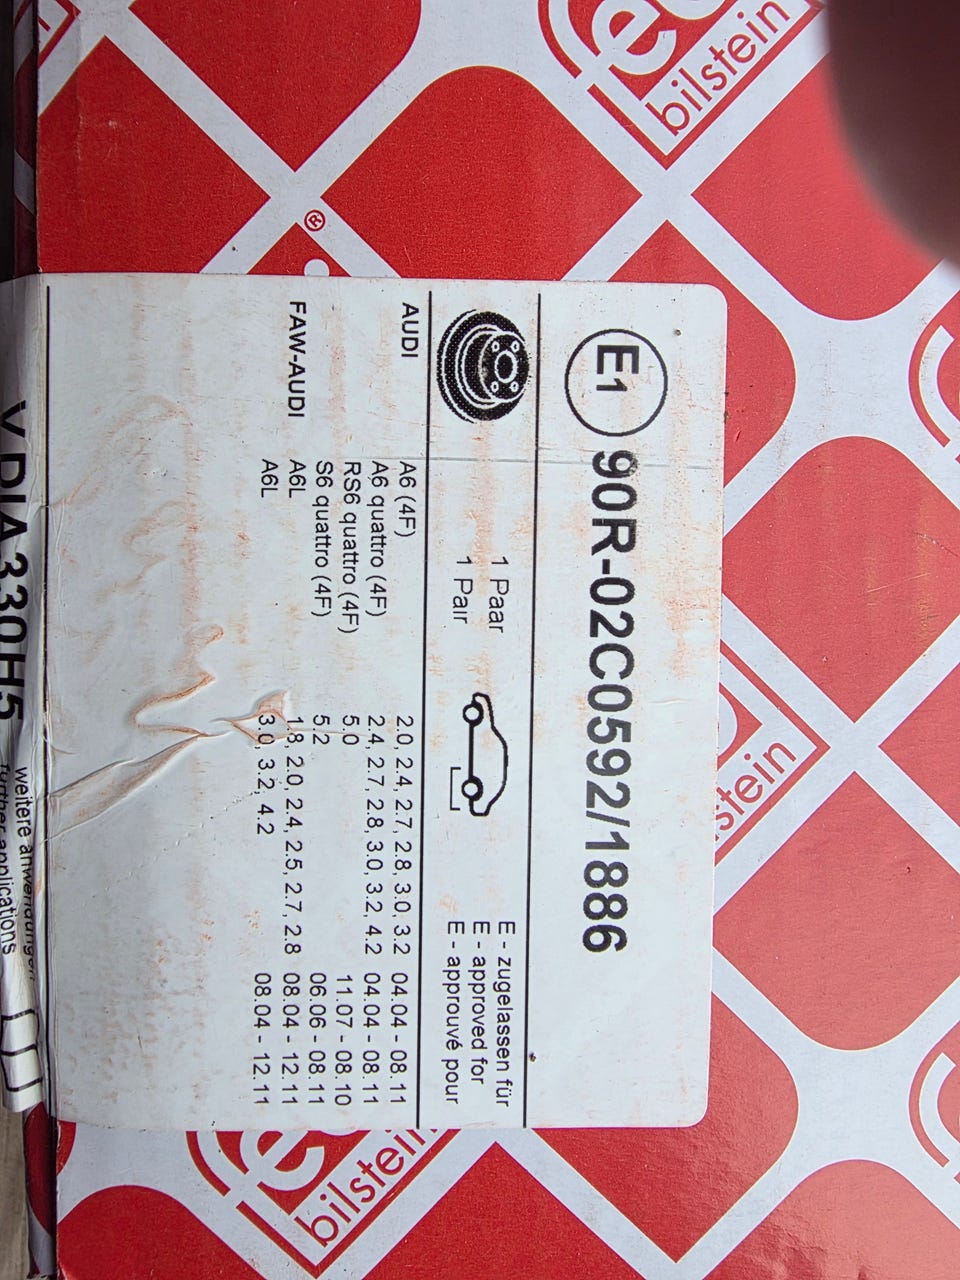 bilstein
®
E1 90R-02C0592/1886
1 Paar
1 Pair
E - zugelassen für
E - approved for
E - approuvé pour
AUDI A6 (4F) 2.0, 2.4, 2.7, 2.8, 3.0, 3.2 04.04 - 08.11
A6 quattro (4F) 2.4, 2.7, 2.8, 3.0, 3.2, 4.2 04.04 - 08.11
RS6 quattro (4F) 5.0 11.07 - 08.10
S6 quattro (4F) 5.2 06.06 - 08.11
FAW-AUDI A6L 1.8, 2.0, 2.4, 2.5, 2.7, 2.8 08.04 - 12.11
A6L 3.0, 3.2, 4.2 08.04 - 12.11
weitere anwendungen
further applications
stein
bilstein